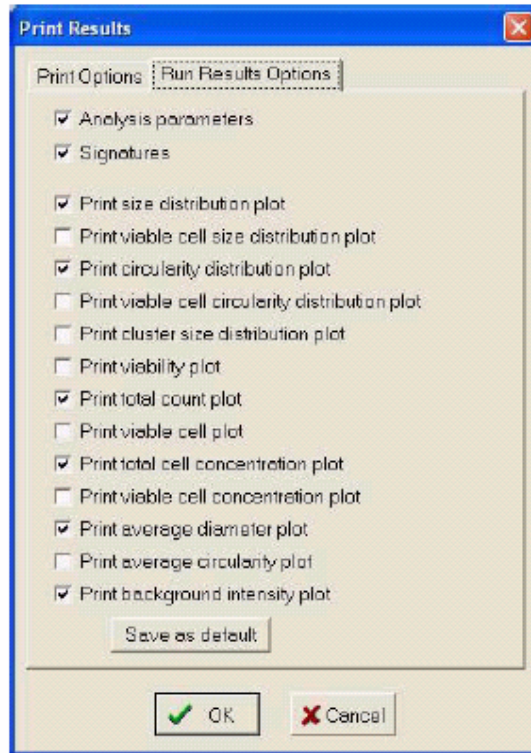 Print Results
Print Options Run Results Options
Analysis parameters
Signatures
Print size distribution plot
Print viable cell size distribution plot
Print circularity distribution plot
Print viable cell circularity distribution plot
Print cluster size distribution plot
Print viability plot
Print total count plot
Print viable cell plot
Print total cell concentration plot
Print viable cell concentration plot
Print average diameter plot
Print average circularity plot
Print background intensity plot
Save as default
OK Cancel